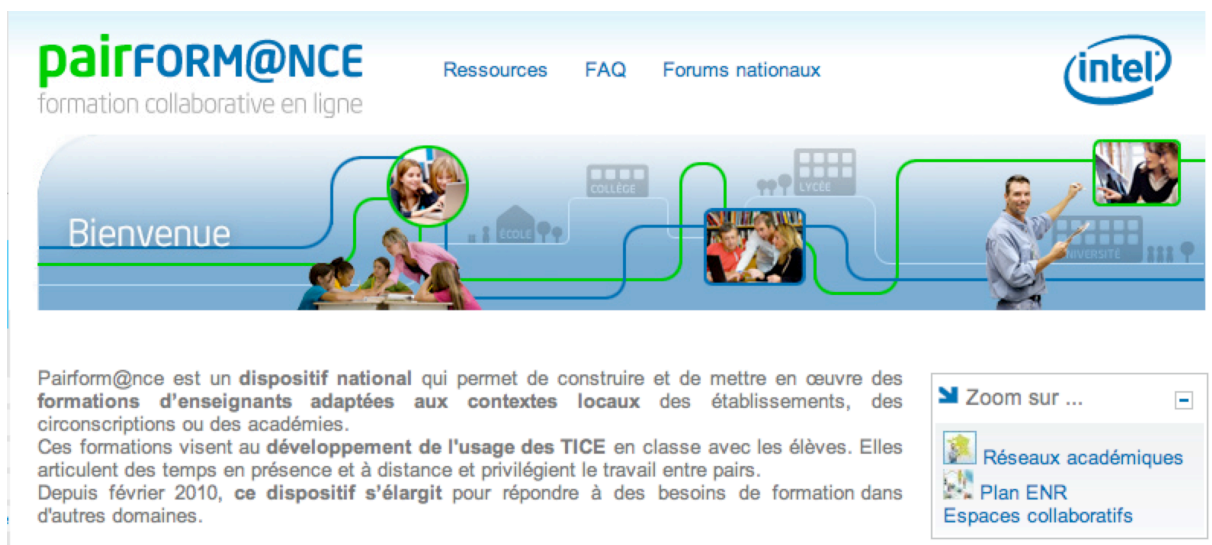 pairFORM@NCE
formation collaborative en ligne
Ressources FAQ Forums nationaux
intel
Bienvenue
ÉCOLE
COLLÈGE
LYCÉE
UNIVERSITÉ
Pairform@nce est un dispositif national qui permet de construire et de mettre en œuvre des
formations d'enseignants adaptées aux contextes locaux des établissements, des
circonscriptions ou des académies.
Ces formations visent au développement de l'usage des TICE en classe avec les élèves. Elles
articulent des temps en présence et à distance et privilégient le travail entre pairs.
Depuis février 2010, ce dispositif s'élargit pour répondre à des besoins de formation dans
d'autres domaines.
Zoom sur ...
Réseaux académiques
Plan ENR
Espaces collaboratifs